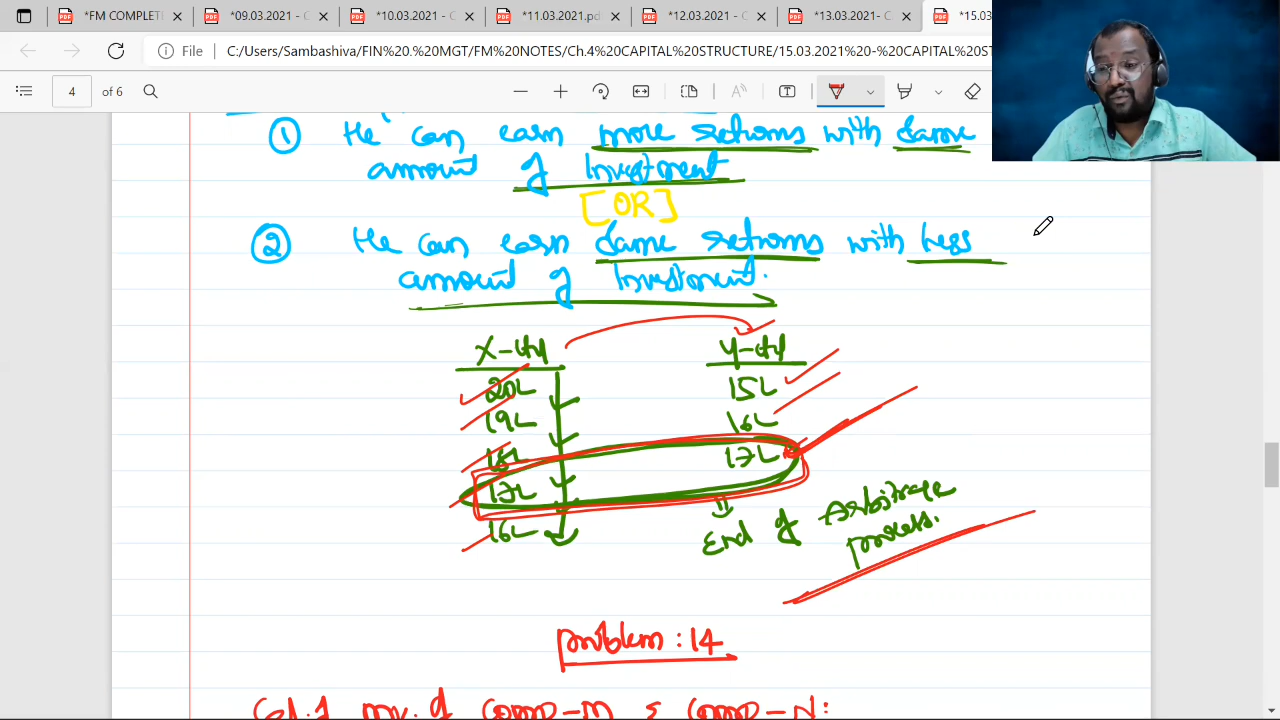 *FM COMPLETE
*09.03.2021 - C
*10.03.2021 - C
*11.03.2021.pd
*12.03.2021 - C
*13.03.2021 - C
*15.03
File C:/Users/Sambashiva/FIN%20.%20MGT/FM%20NOTES/Ch.4%20CAPITAL%20STRUCTURE/15.03.2021%20-%20CAPITAL%20ST
4 of 6
① He can earn more returns with same
amount of Investment
[OR]
② He can earn same returns with Less
amount of Investment.
X-Ltd Y-Ltd
20L 15L
19L 16L
18L 17L
17L
16L
End of Arbitrage
process.
problem : 14
Comp-M & Comp-N: